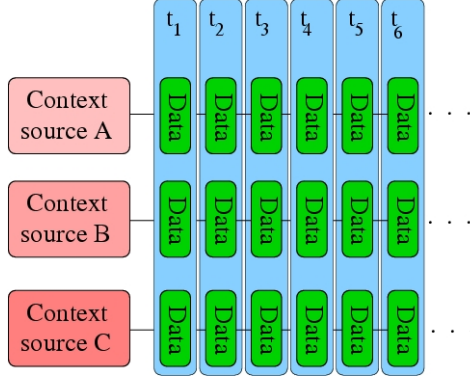 t1 t2 t3 t4 t5 t6
Context
source A
Data Data Data Data Data Data . . .
Context
source B
Data Data Data Data Data Data . . .
Context
source C
Data Data Data Data Data Data . .